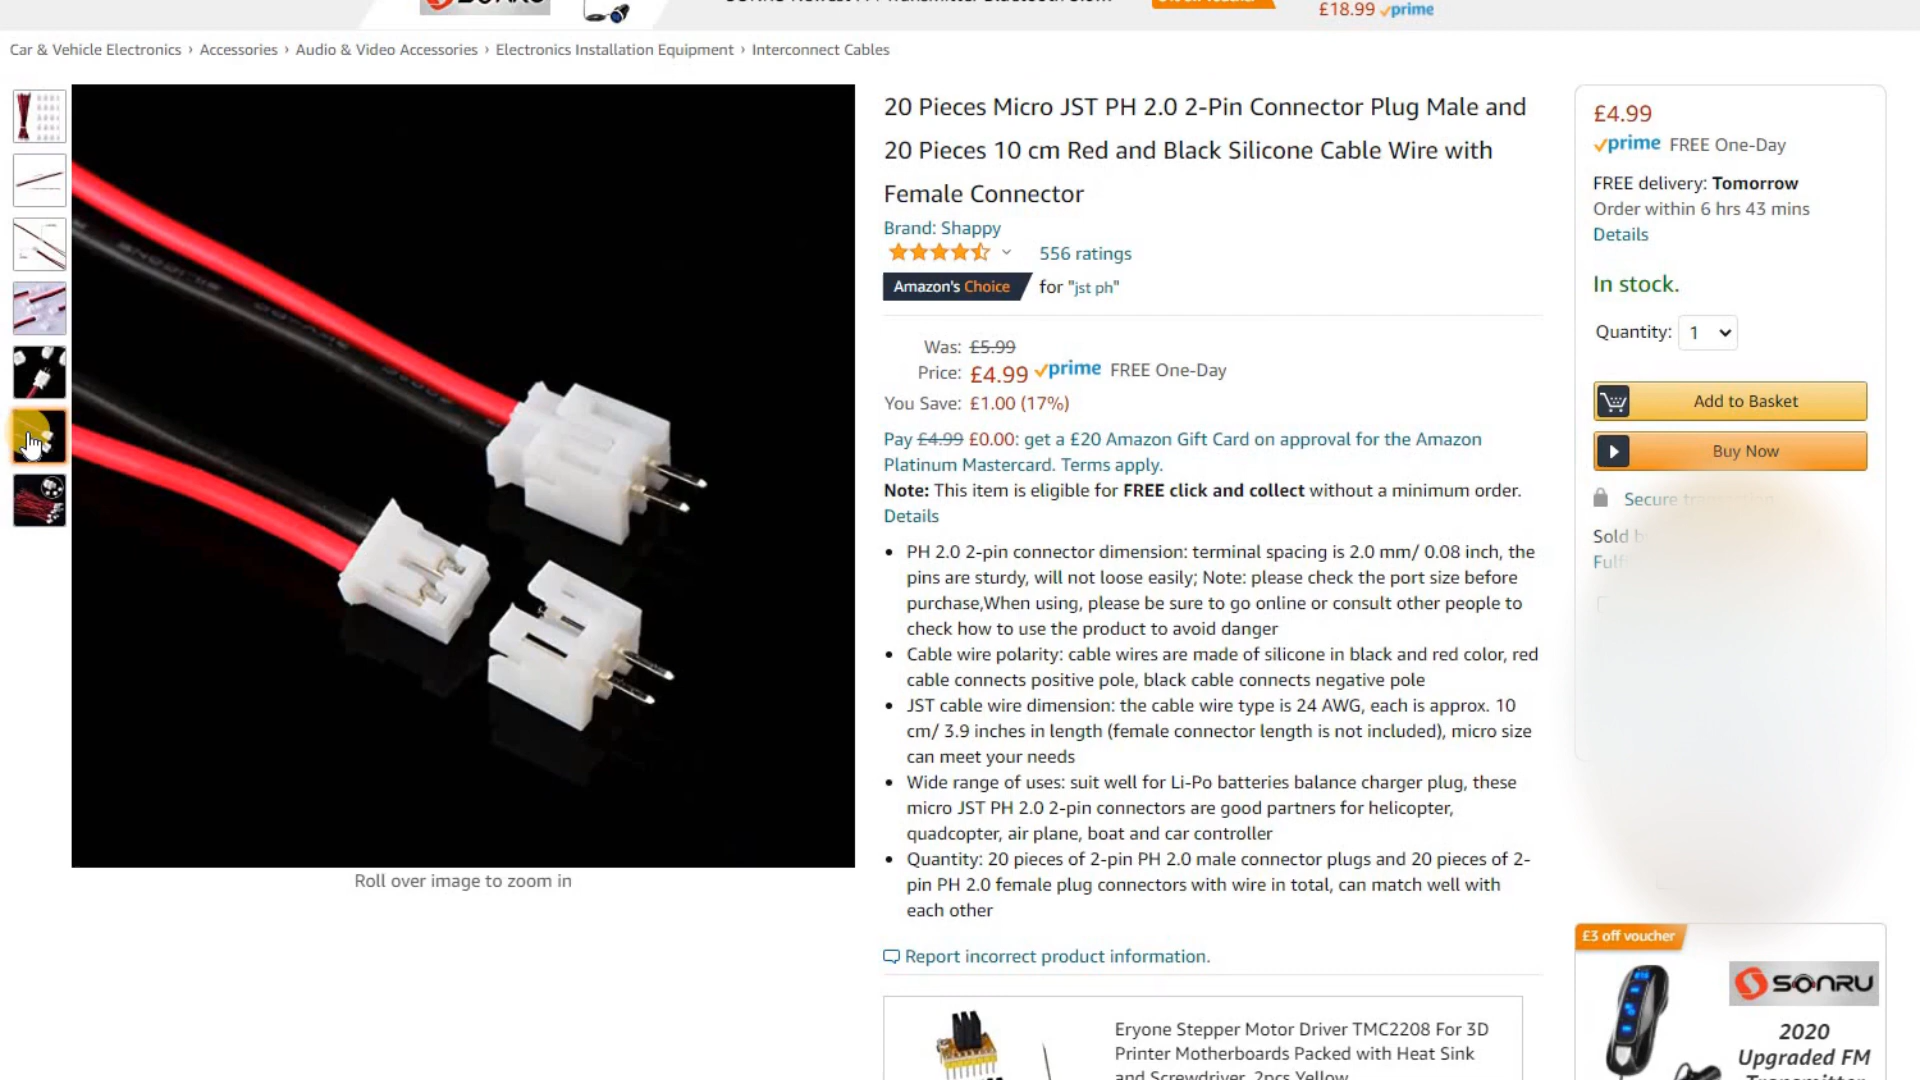 £18.99 prime
Car & Vehicle Electronics › Accessories › Audio & Video Accessories › Electronics Installation Equipment › Interconnect Cables
20 Pieces Micro JST PH 2.0 2-Pin Connector Plug Male and
20 Pieces 10 cm Red and Black Silicone Cable Wire with
Female Connector
Brand: Shappy
556 ratings
Amazon's Choice for "jst ph"
Was: £5.99
Price: £4.99 prime FREE One-Day
You Save: £1.00 (17%)
Pay £4.99 £0.00: get a £20 Amazon Gift Card on approval for the Amazon
Platinum Mastercard. Terms apply.
Note: This item is eligible for FREE click and collect without a minimum order.
Details
• PH 2.0 2-pin connector dimension: terminal spacing is 2.0 mm/ 0.08 inch, the
pins are sturdy, will not loose easily; Note: please check the port size before
purchase,When using, please be sure to go online or consult other people to
check how to use the product to avoid danger
• Cable wire polarity: cable wires are made of silicone in black and red color, red
cable connects positive pole, black cable connects negative pole
• JST cable wire dimension: the cable wire type is 24 AWG, each is approx. 10
cm/ 3.9 inches in length (female connector length is not included), micro size
can meet your needs
• Wide range of uses: suit well for Li-Po batteries balance charger plug, these
micro JST PH 2.0 2-pin connectors are good partners for helicopter,
quadcopter, air plane, boat and car controller
• Quantity: 20 pieces of 2-pin PH 2.0 male connector plugs and 20 pieces of 2-
pin PH 2.0 female plug connectors with wire in total, can match well with
each other
Report incorrect product information.
Eryone Stepper Motor Driver TMC2208 For 3D
Printer Motherboards Packed with Heat Sink
and Screwdriver, 2pcs Yellow
Roll over image to zoom in
£4.99
prime FREE One-Day
FREE delivery: Tomorrow
Order within 6 hrs 43 mins
Details
In stock.
Quantity: 1
Add to Basket
Buy Now
Secure
Sold
£3 off voucher
SONRU
2020
Upgraded FM